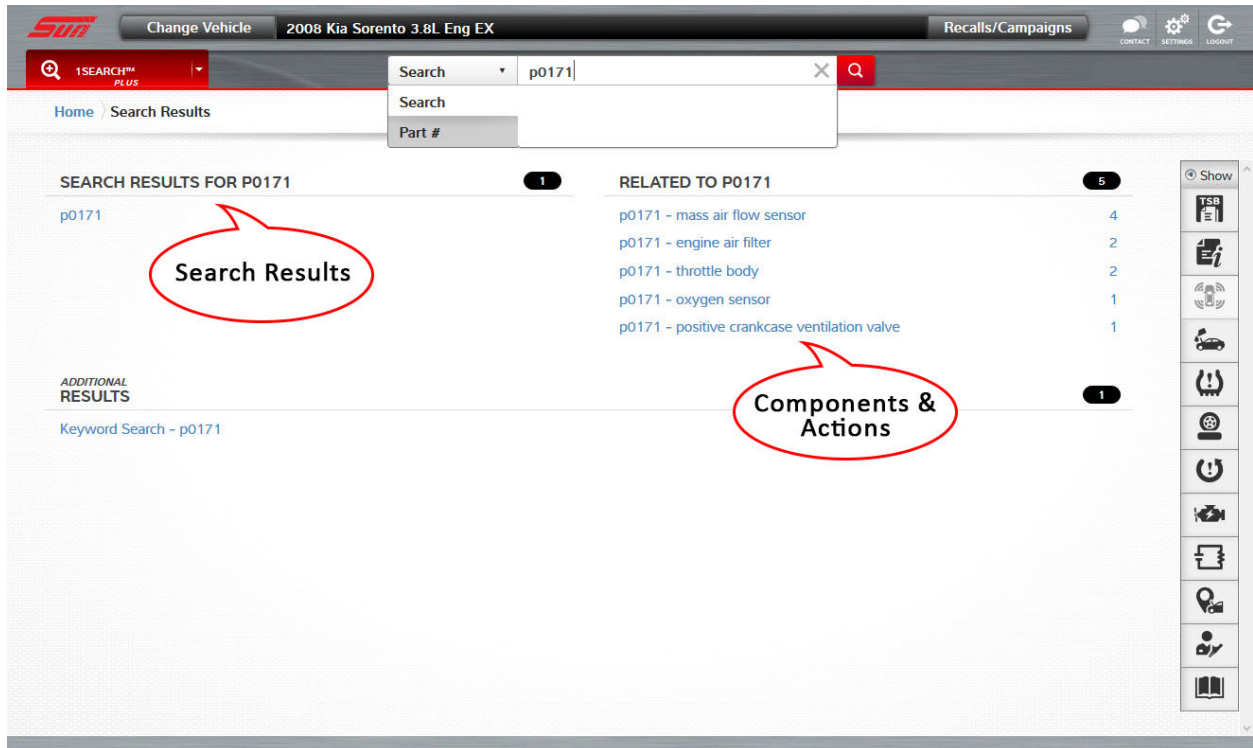 Sun
Change Vehicle
2008 Kia Sorento 3.8L Eng EX
Recalls/Campaigns
CONTACT
SETTINGS
LOGOUT
1SEARCH™
PLUS
Search
p0171
Search
Part #
Home
Search Results
SEARCH RESULTS FOR P0171
1
p0171
Search Results
RELATED TO P0171
5
p0171 - mass air flow sensor 4
p0171 - engine air filter 2
p0171 - throttle body 2
p0171 - oxygen sensor 1
p0171 - positive crankcase ventilation valve 1
Components &
Actions
ADDITIONAL
RESULTS
1
Keyword Search - p0171
Show
TSB